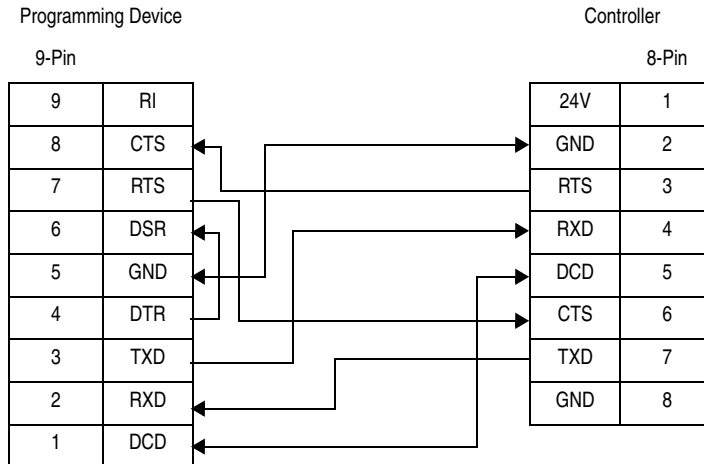 Programming Device
Controller
9-Pin
8-Pin
9 RI
24V 1
8 CTS
GND 2
7 RTS
RTS 3
6 DSR
RXD 4
5 GND
DCD 5
4 DTR
CTS 6
3 TXD
TXD 7
2 RXD
GND 8
1 DCD